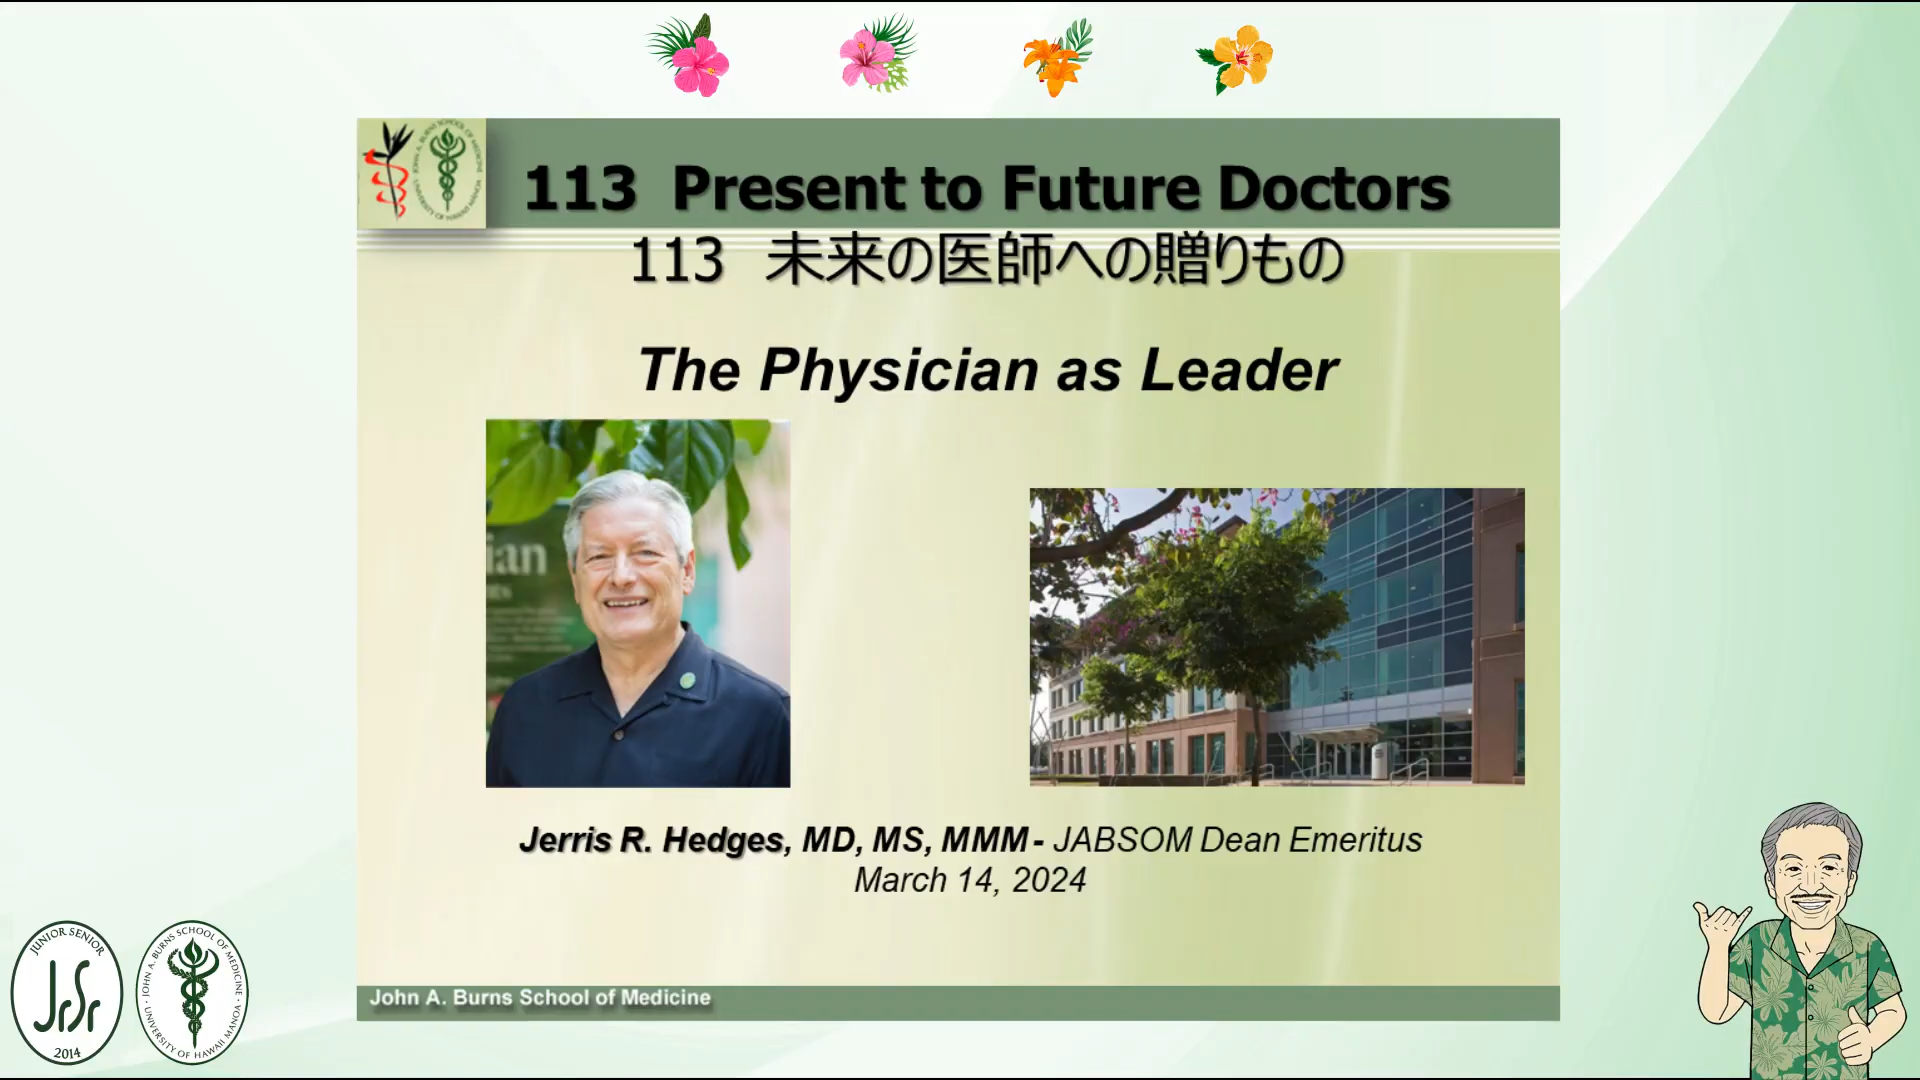 113 Present to Future Doctors
113 未来の医師への贈りもの
The Physician as Leader
ian
Jerris R. Hedges, MD, MS, MMM - JABSOM Dean Emeritus
March 14, 2024
John A. Burns School of Medicine
JUNIOR SENIOR
JrSr
2014
JOHN A. BURNS SCHOOL OF MEDICINE
UNIVERSITY OF HAWAII MANOA